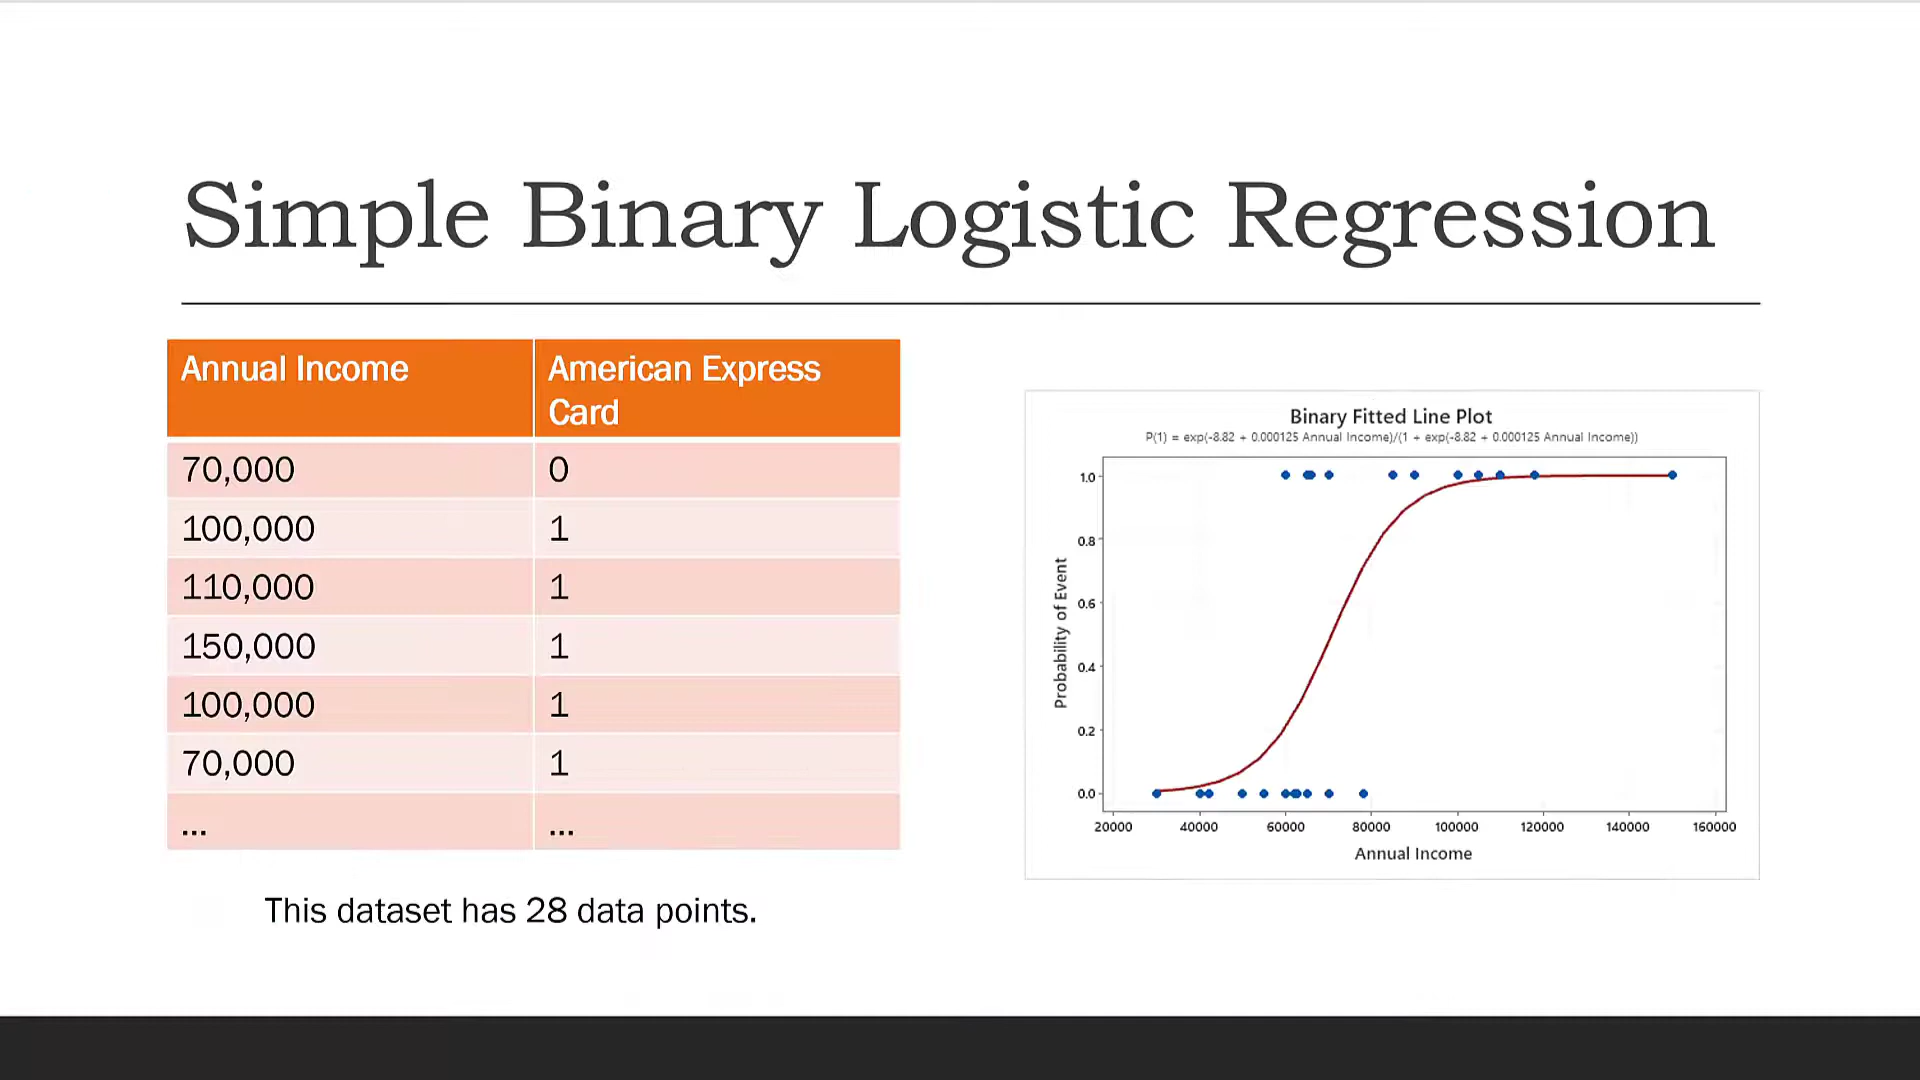 Simple Binary Logistic Regression
Annual Income
American Express
Card
70,000 0
100,000 1
110,000 1
150,000 1
100,000 1
70,000 1
... ...
This dataset has 28 data points.
Binary Fitted Line Plot
P(1) = exp(-8.82 + 0.000125 Annual Income)/(1 + exp(-8.82 + 0.000125 Annual Income))
Probability of Event
1.0
0.8
0.6
0.4
0.2
0.0
20000 40000 60000 80000 100000 120000 140000 160000
Annual Income